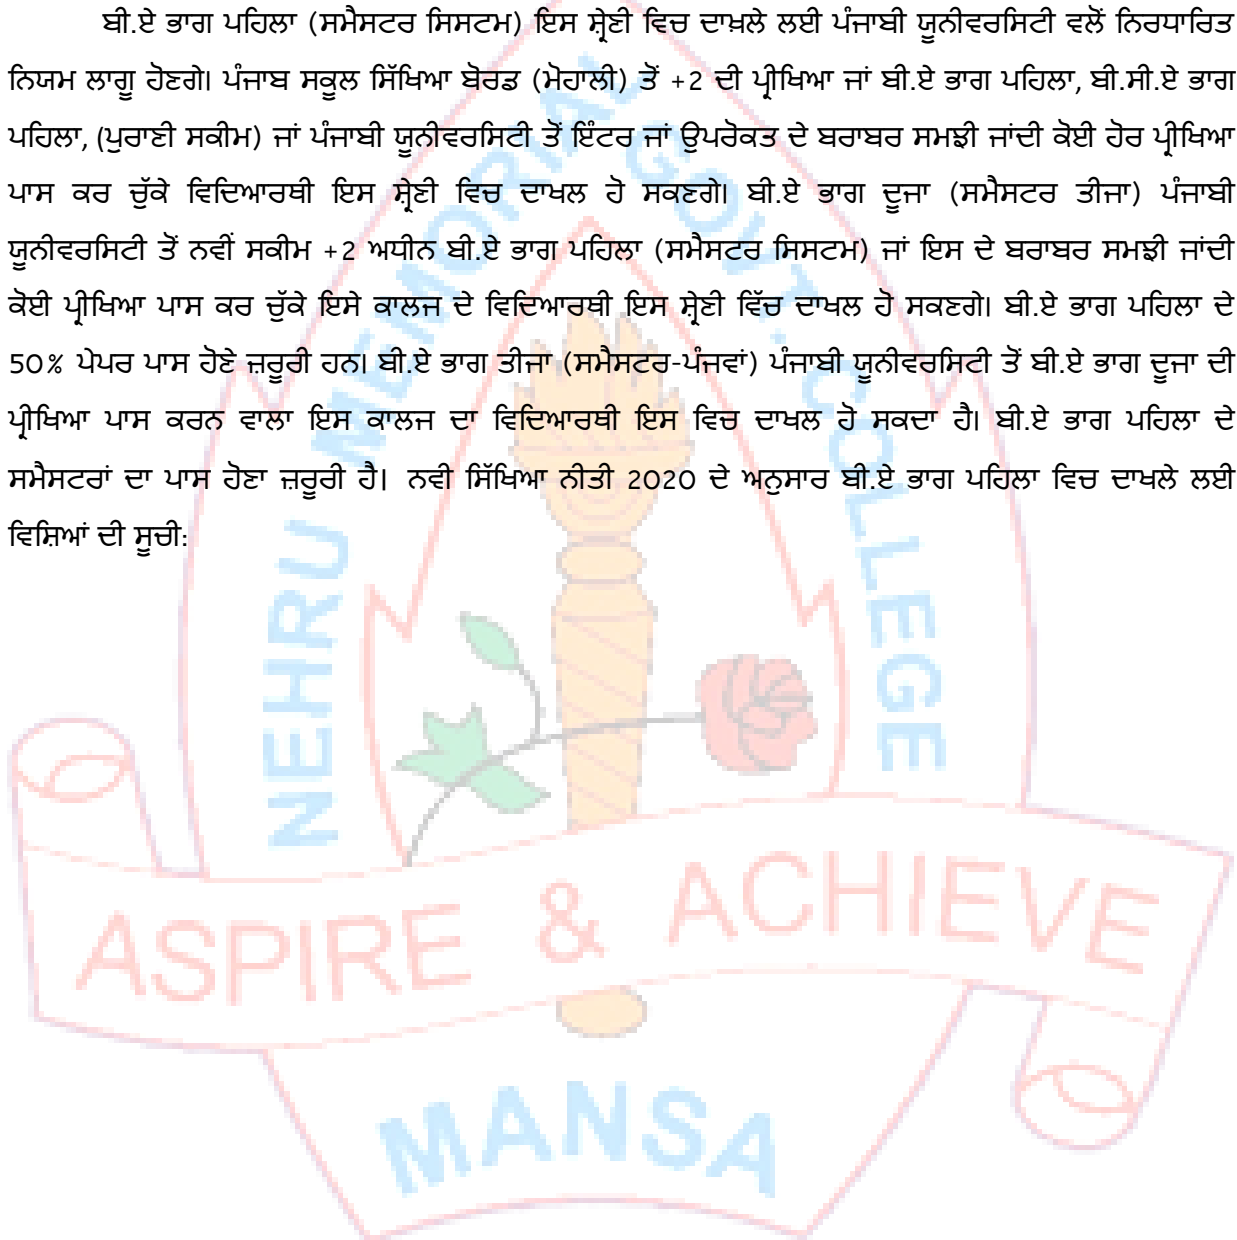 ਬੀ.ਏ ਭਾਗ ਪਹਿਲਾ (ਸਮੈਸਟਰ ਸਿਸਟਮ) ਇਸ ਸ਼੍ਰੇਣੀ ਵਿਚ ਦਾਖ਼ਲੇ ਲਈ ਪੰਜਾਬੀ ਯੂਨੀਵਰਸਿਟੀ ਵਲੋਂ ਨਿਰਧਾਰਿਤ
ਨਿਯਮ ਲਾਗੂ ਹੋਣਗੇ। ਪੰਜਾਬ ਸਕੂਲ ਸਿੱਖਿਆ ਬੋਰਡ (ਮੋਹਾਲੀ) ਤੋਂ +2 ਦੀ ਪ੍ਰੀਖਿਆ ਜਾਂ ਬੀ.ਏ ਭਾਗ ਪਹਿਲਾ, ਬੀ.ਸੀ.ਏ ਭਾਗ
ਪਹਿਲਾ, (ਪੁਰਾਣੀ ਸਕੀਮ) ਜਾਂ ਪੰਜਾਬੀ ਯੂਨੀਵਰਸਿਟੀ ਤੋਂ ਇੰਟਰ ਜਾਂ ਉਪਰੋਕਤ ਦੇ ਬਰਾਬਰ ਸਮਝੀ ਜਾਂਦੀ ਕੋਈ ਹੋਰ ਪ੍ਰੀਖਿਆ
ਪਾਸ ਕਰ ਚੁੱਕੇ ਵਿਦਿਆਰਥੀ ਇਸ ਸ਼੍ਰੇਣੀ ਵਿਚ ਦਾਖਲ ਹੋ ਸਕਣਗੇ। ਬੀ.ਏ ਭਾਗ ਦੂਜਾ (ਸਮੈਸਟਰ ਤੀਜਾ) ਪੰਜਾਬੀ
ਯੂਨੀਵਰਸਿਟੀ ਤੋਂ ਨਵੀਂ ਸਕੀਮ +2 ਅਧੀਨ ਬੀ.ਏ ਭਾਗ ਪਹਿਲਾ (ਸਮੈਸਟਰ ਸਿਸਟਮ) ਜਾਂ ਇਸ ਦੇ ਬਰਾਬਰ ਸਮਝੀ ਜਾਂਦੀ
ਕੋਈ ਪ੍ਰੀਖਿਆ ਪਾਸ ਕਰ ਚੁੱਕੇ ਇਸੇ ਕਾਲਜ ਦੇ ਵਿਦਿਆਰਥੀ ਇਸ ਸ਼੍ਰੇਣੀ ਵਿੱਚ ਦਾਖਲ ਹੋ ਸਕਣਗੇ। ਬੀ.ਏ ਭਾਗ ਪਹਿਲਾ ਦੇ
50% ਪੇਪਰ ਪਾਸ ਹੋਣੇ ਜ਼ਰੂਰੀ ਹਨ। ਬੀ.ਏ ਭਾਗ ਤੀਜਾ (ਸਮੈਸਟਰ-ਪੰਜਵਾਂ) ਪੰਜਾਬੀ ਯੂਨੀਵਰਸਿਟੀ ਤੋਂ ਬੀ.ਏ ਭਾਗ ਦੂਜਾ ਦੀ
ਪ੍ਰੀਖਿਆ ਪਾਸ ਕਰਨ ਵਾਲਾ ਇਸ ਕਾਲਜ ਦਾ ਵਿਦਿਆਰਥੀ ਇਸ ਵਿਚ ਦਾਖਲ ਹੋ ਸਕਦਾ ਹੈ। ਬੀ.ਏ ਭਾਗ ਪਹਿਲਾ ਦੇ
ਸਮੈਸਟਰਾਂ ਦਾ ਪਾਸ ਹੋਣਾ ਜ਼ਰੂਰੀ ਹੈ। ਨਵੀ ਸਿੱਖਿਆ ਨੀਤੀ 2020 ਦੇ ਅਨੁਸਾਰ ਬੀ.ਏ ਭਾਗ ਪਹਿਲਾ ਵਿਚ ਦਾਖਲੇ ਲਈ
ਵਿਸ਼ਿਆਂ ਦੀ ਸੂਚੀ:
NEHRU MEMORIAL GOVT. COLLEGE
ASPIRE & ACHIEVE
MANSA